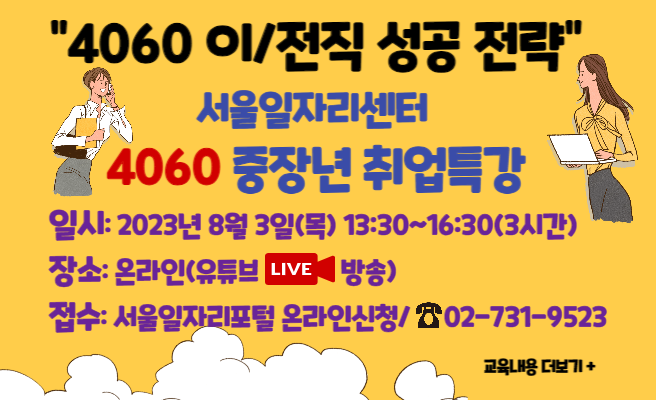 "4060 이/전직 성공 전략"
서울일자리센터
4060 중장년 취업특강
일시: 2023년 8월 3일(목) 13:30~16:30(3시간)
장소: 온라인(유튜브 LIVE 방송)
접수: 서울일자리포털 온라인신청/ ☎02-731-9523
교육내용 더보기 +